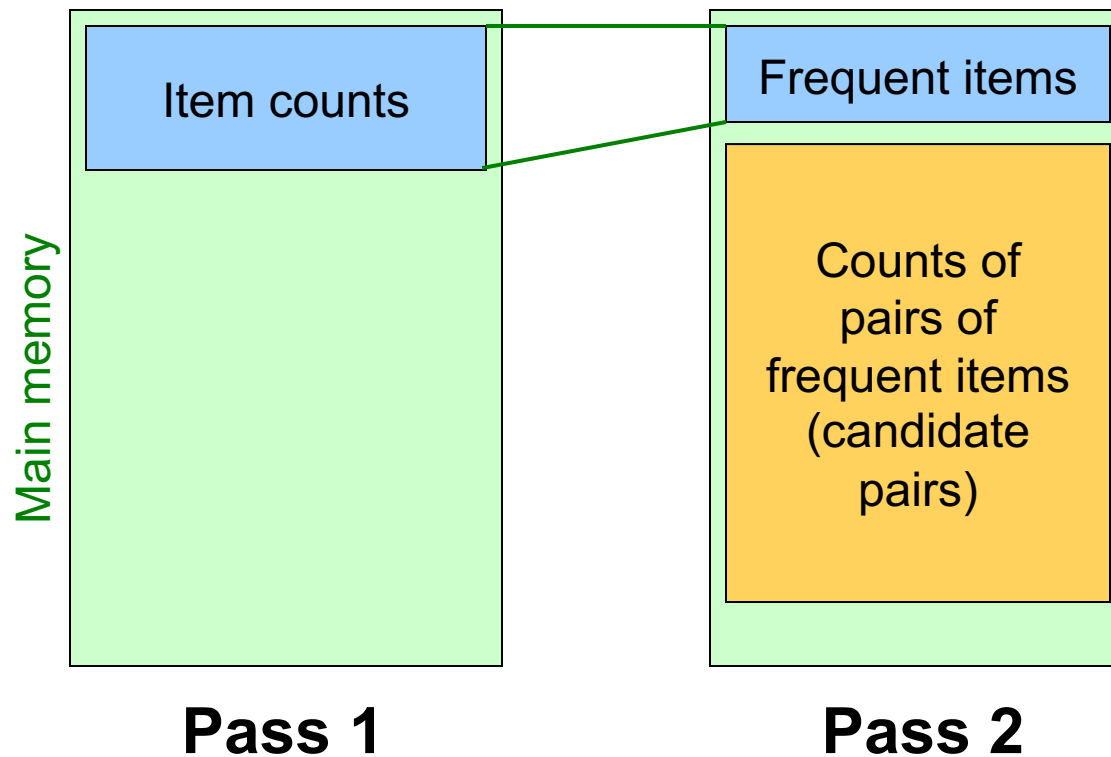 Main memory
Item counts
Frequent items
Counts of
pairs of
frequent items
(candidate
pairs)
Pass 1
Pass 2